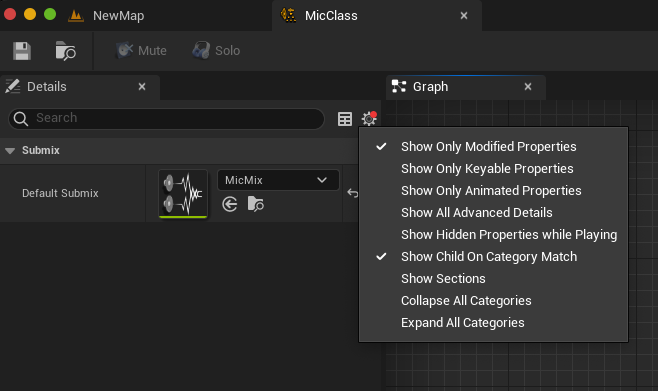 NewMap
MicClass
Mute
Solo
Details
Graph
Search
Submix
Default Submix
MicMix
Show Only Modified Properties
Show Only Keyable Properties
Show Only Animated Properties
Show All Advanced Details
Show Hidden Properties while Playing
Show Child On Category Match
Show Sections
Collapse All Categories
Expand All Categories